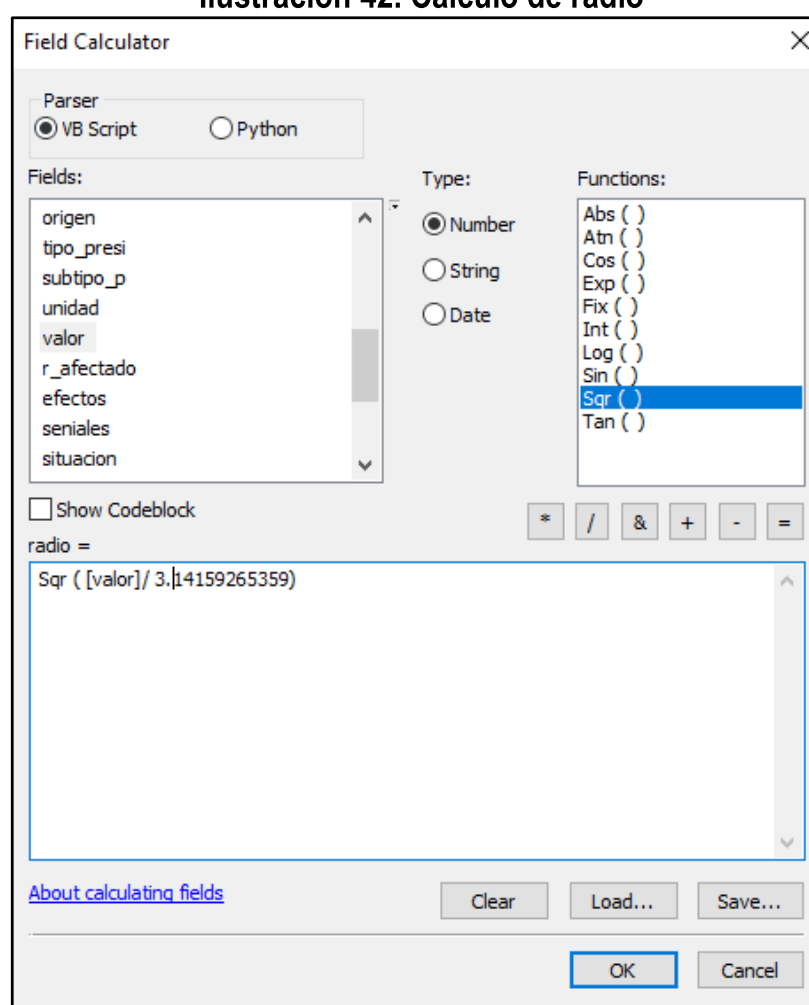 Ilustración 42. Cálculo de radio
Field Calculator
Parser
VB Script Python
Fields:
origen
tipo_presi
subtipo_p
unidad
valor
r_afectado
efectos
seniales
situacion
Type:
Number
String
Date
Functions:
Abs ( )
Atn ( )
Cos ( )
Exp ( )
Fix ( )
Int ( )
Log ( )
Sin ( )
Sqr ( )
Tan ( )
Show Codeblock
* / & + - =
radio =
Sqr ( [valor]/ 3.14159265359)
About calculating fields
Clear Load... Save...
OK Cancel